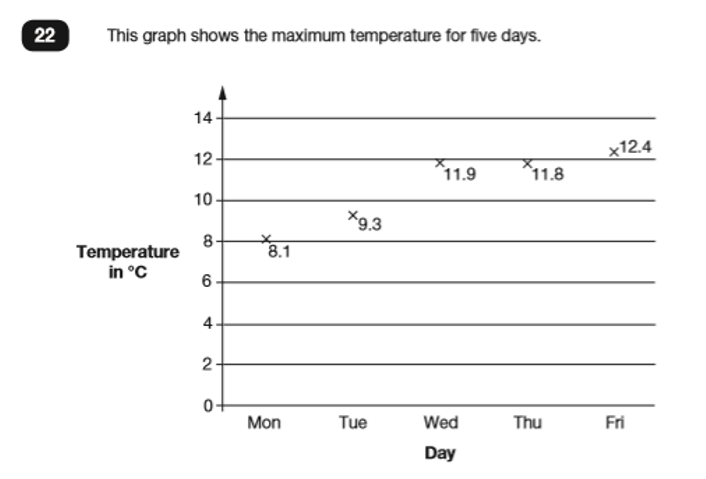 22 This graph shows the maximum temperature for five days.
14
12
10
8
6
4
2
0
Temperature
in °C
8.1
9.3
11.9
11.8
12.4
Mon Tue Wed Thu Fri
Day